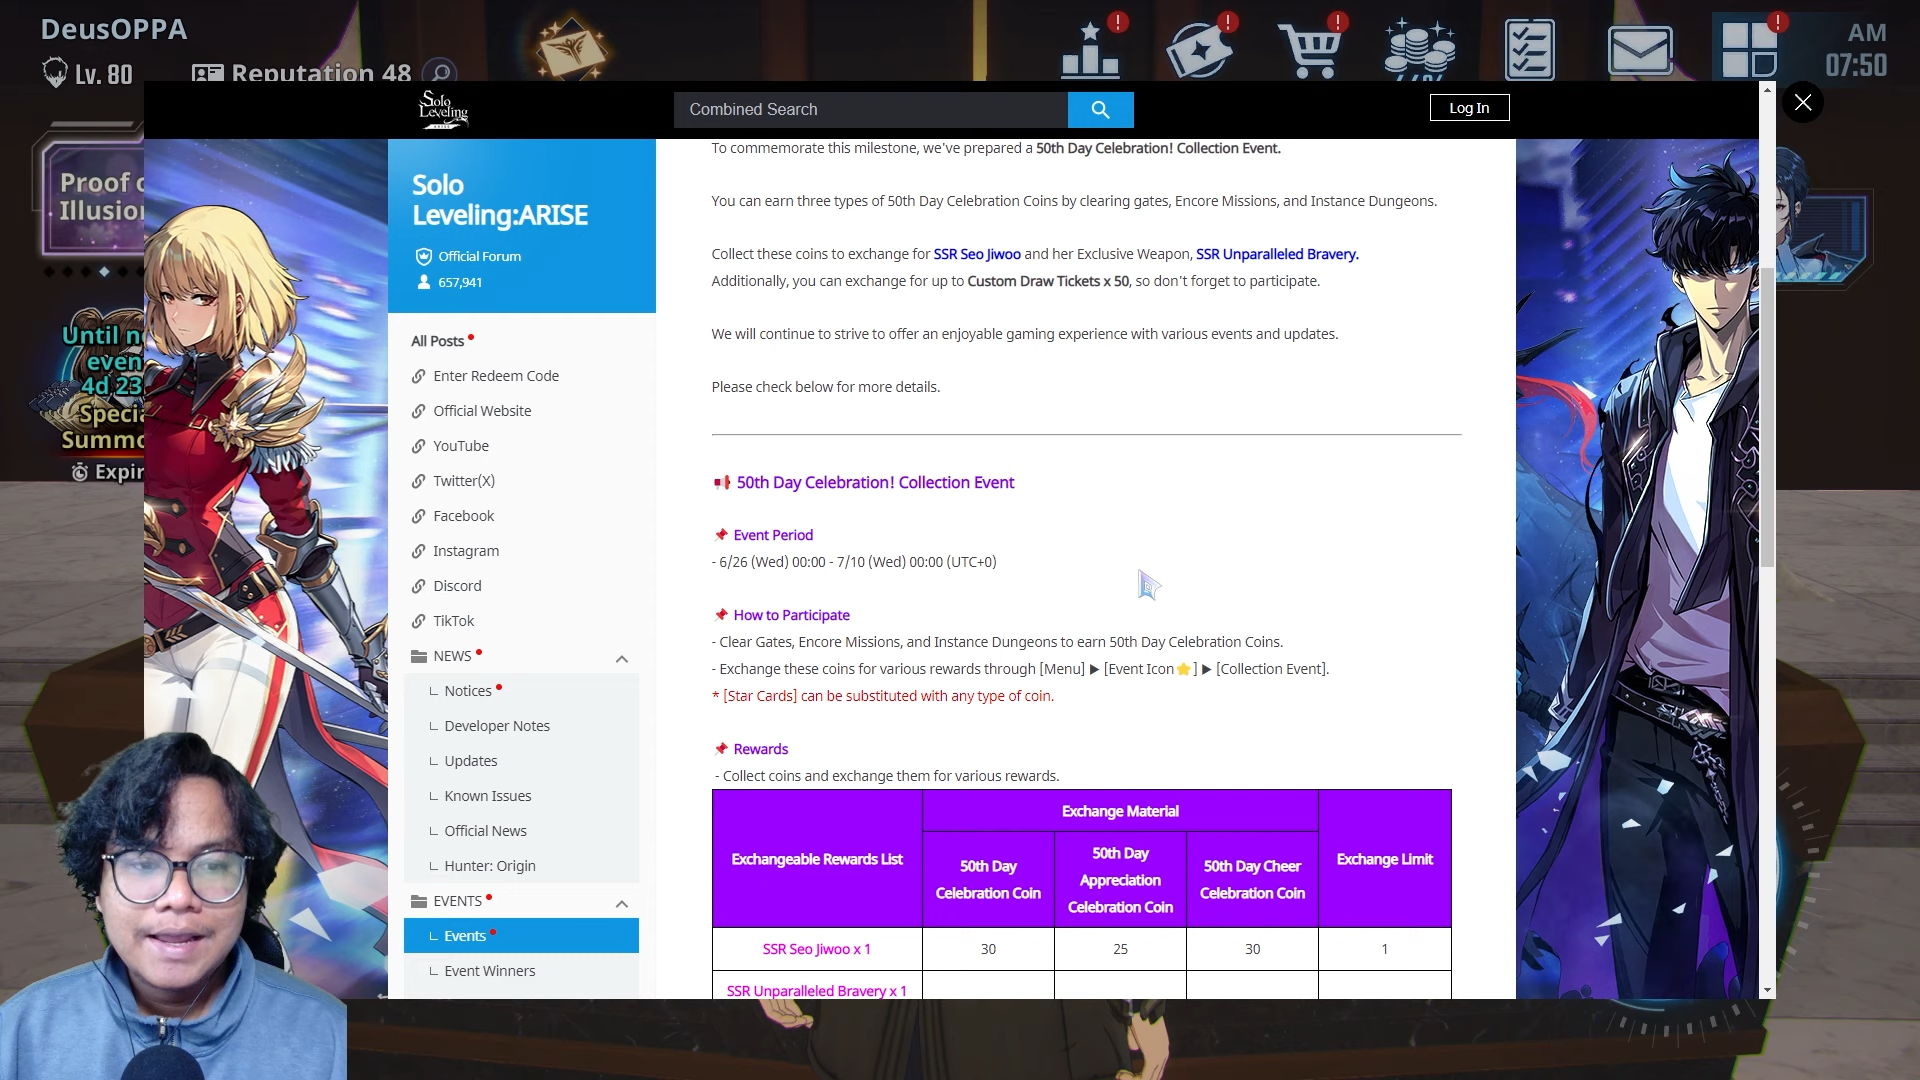 DeusOPPA
Lv. 80
Reputation 48
AM
07:50
Solo
Leveling
ARISE
Combined Search
Log In
Proof
Illusion
Until
even
4d 23
Specia
Summo
Expir
Solo
Leveling:ARISE
Official Forum
657,941
All Posts
Enter Redeem Code
Official Website
YouTube
Twitter(X)
Facebook
Instagram
Discord
TikTok
NEWS
Notices
Developer Notes
Updates
Known Issues
Official News
Hunter: Origin
EVENTS
Events
Event Winners
To commemorate this milestone, we've prepared a 50th Day Celebration! Collection Event.
You can earn three types of 50th Day Celebration Coins by clearing gates, Encore Missions, and Instance Dungeons.
Collect these coins to exchange for SSR Seo Jiwoo and her Exclusive Weapon, SSR Unparalleled Bravery.
Additionally, you can exchange for up to Custom Draw Tickets x 50, so don't forget to participate.
We will continue to strive to offer an enjoyable gaming experience with various events and updates.
Please check below for more details.
50th Day Celebration! Collection Event
Event Period
- 6/26 (Wed) 00:00 - 7/10 (Wed) 00:00 (UTC+0)
How to Participate
- Clear Gates, Encore Missions, and Instance Dungeons to earn 50th Day Celebration Coins.
- Exchange these coins for various rewards through [Menu] ▶ [Event Icon⭐] ▶ [Collection Event].
* [Star Cards] can be substituted with any type of coin.
Rewards
- Collect coins and exchange them for various rewards.
Exchangeable Rewards List
Exchange Material
Exchange Limit
50th Day
Celebration Coin
50th Day
Appreciation
Celebration Coin
50th Day Cheer
Celebration Coin
SSR Seo Jiwoo x 1
30
25
30
1
SSR Unparalleled Bravery x 1